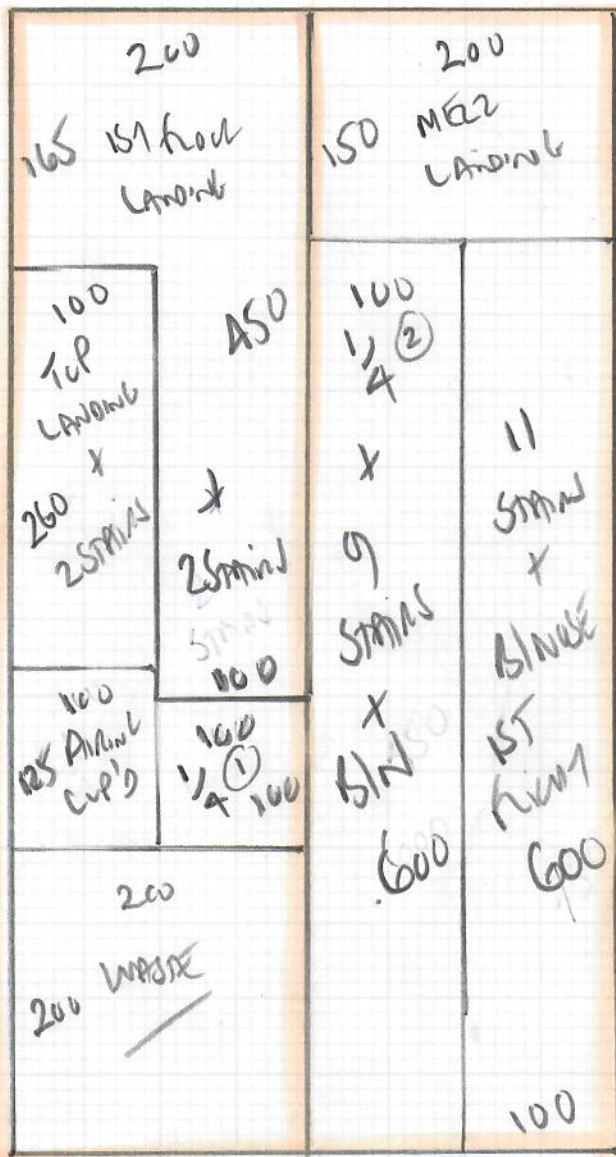 200
165 1ST FLOOR
LANDING
450
+
2 STAIRS
100
100
TOP
LANDING
+
260
2 STAIRS
100
125 AIRING
CUP'D
100
1/4 ① 100
200
200 WASTE
200
150 MEZZ
LANDING
100
1/4 ②
+
9
STAIRS
+
B/N
600
11
STAIRS
+
B/NOSE
1ST
FLIGHT
600
100